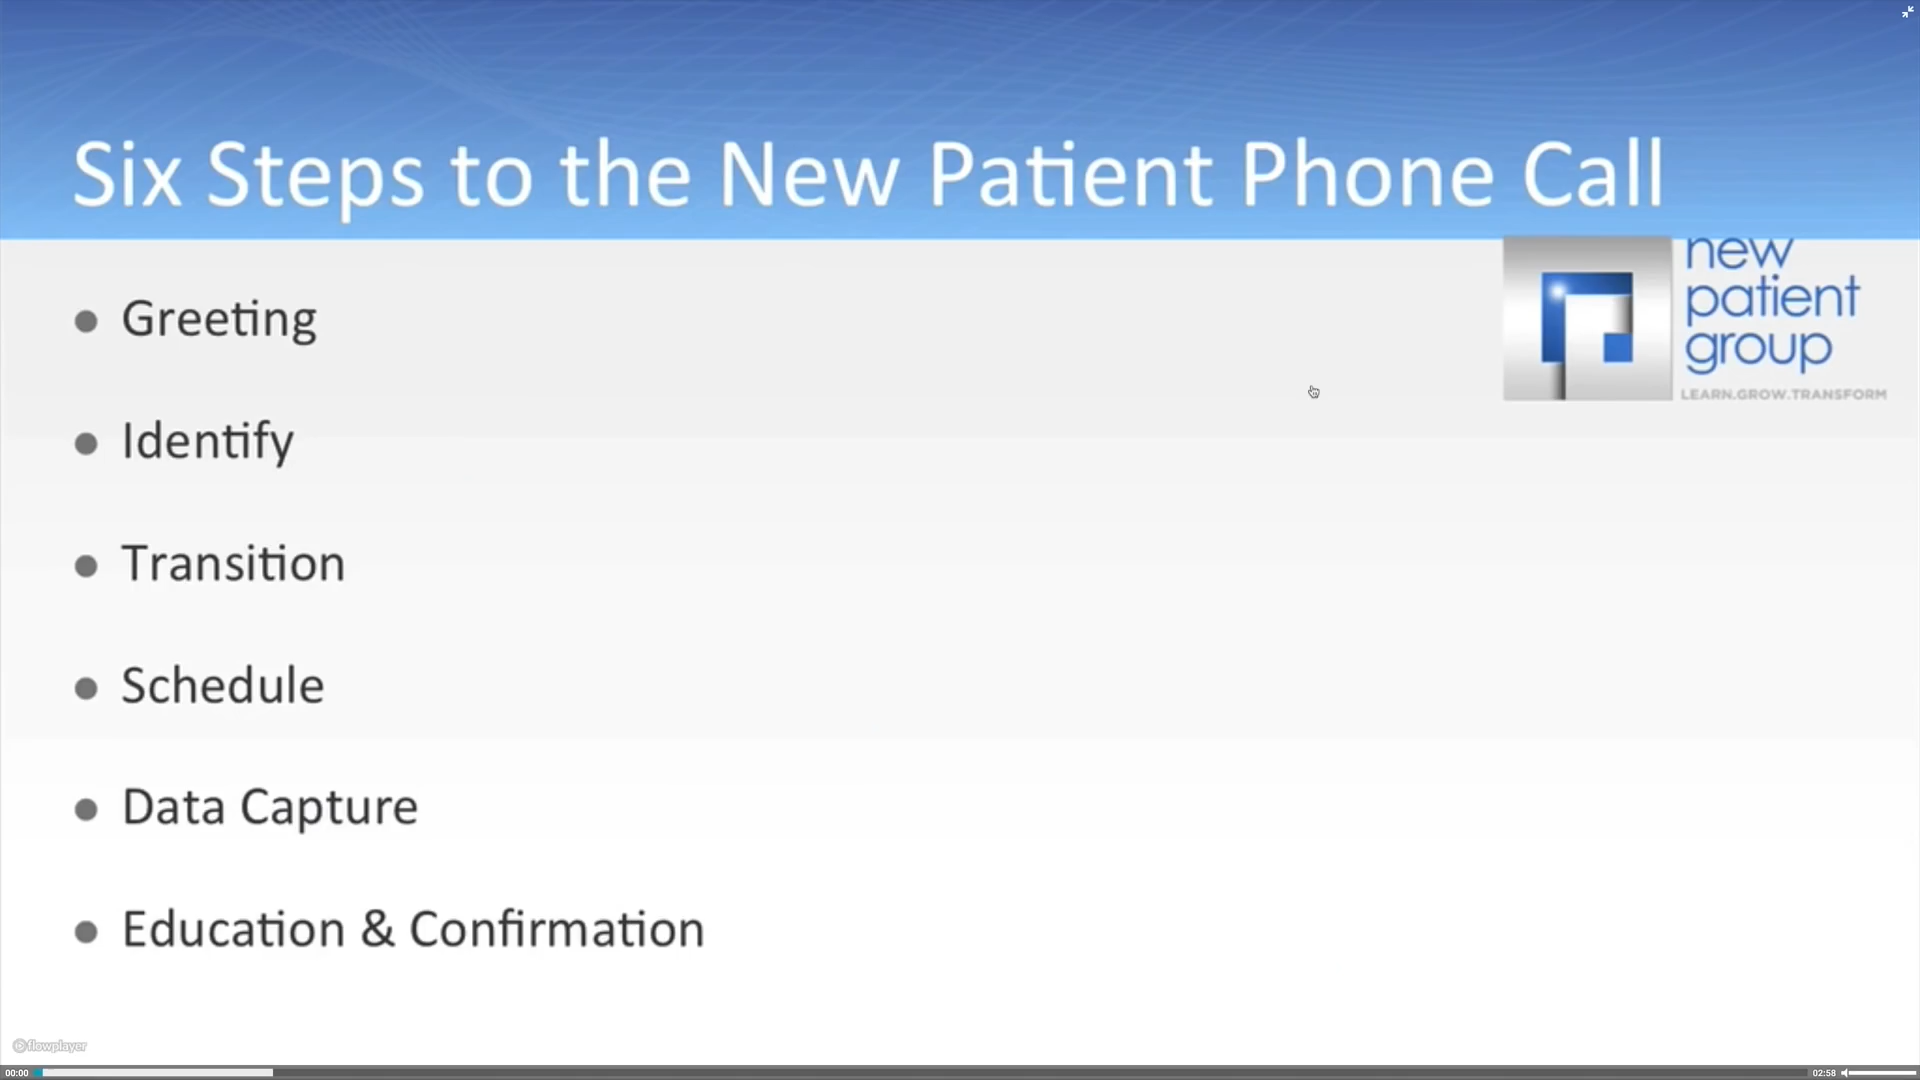 Six Steps to the New Patient Phone Call
new
patient
group
LEARN.GROW.TRANSFORM
● Greeting
● Identify
● Transition
● Schedule
● Data Capture
● Education & Confirmation
flowplayer
00:00
02:58